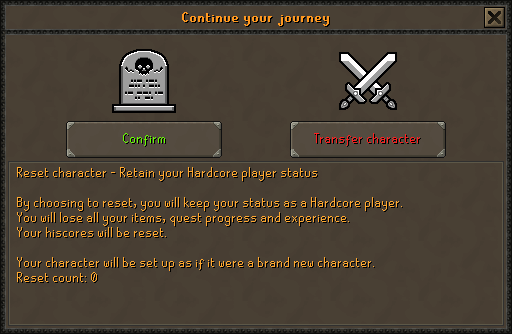 Continue your journey
Confirm
Transfer character
Reset character - Retain your Hardcore player status
By choosing to reset, you will keep your status as a Hardcore player.
You will lose all your items, quest progress and experience.
Your hiscores will be reset.
Your character will be set up as if it were a brand new character.
Reset count: 0